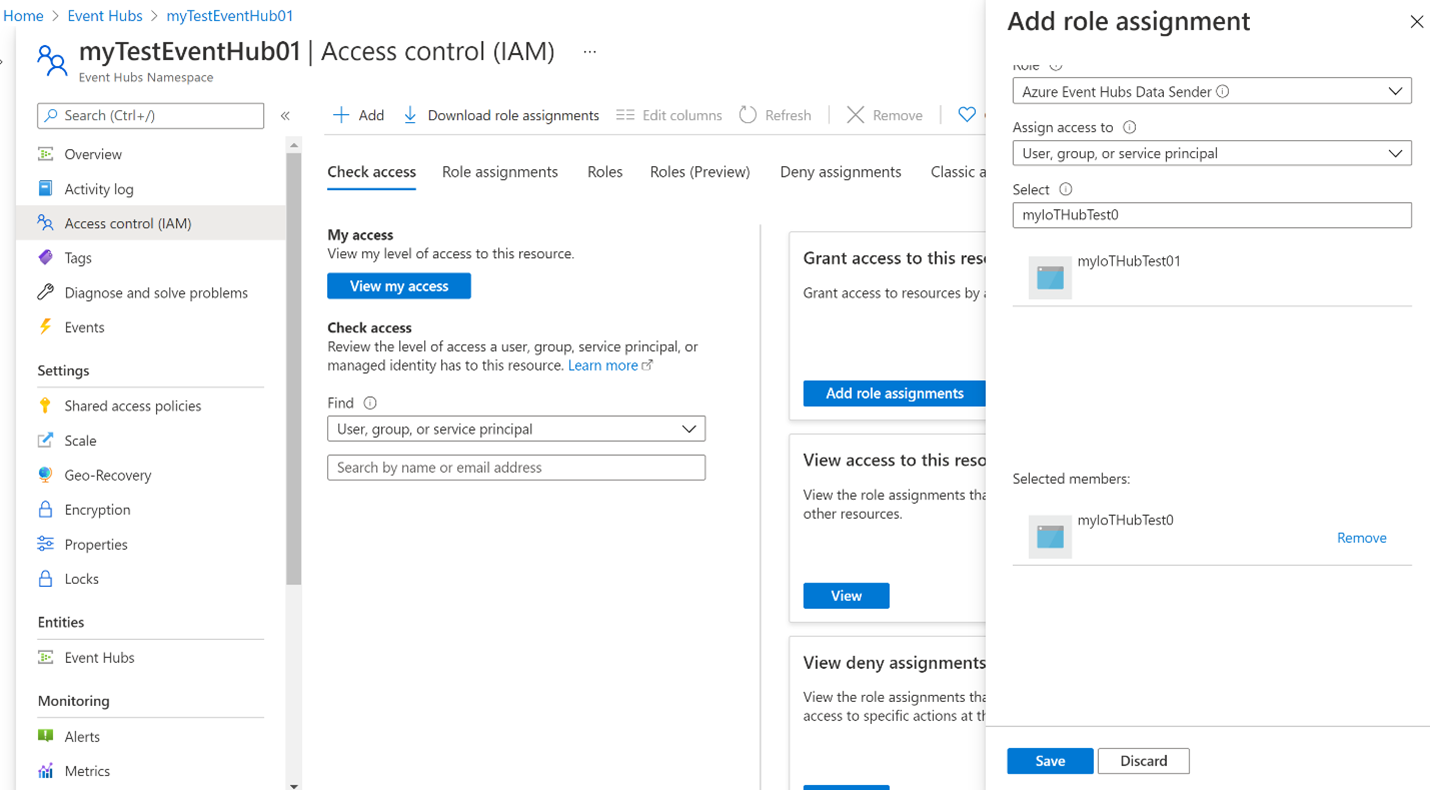 Home > Event Hubs > myTestEventHub01
myTestEventHub01 | Access control (IAM) ...
Event Hubs Namespace
Search (Ctrl+/)
«
Overview
Activity log
Access control (IAM)
Tags
Diagnose and solve problems
Events
Settings
Shared access policies
Scale
Geo-Recovery
Encryption
Properties
Locks
Entities
Event Hubs
Monitoring
Alerts
Metrics
Add Download role assignments Edit columns Refresh Remove
Check access Role assignments Roles Roles (Preview) Deny assignments Classic a
My access
View my level of access to this resource.
View my access
Check access
Review the level of access a user, group, service principal, or
managed identity has to this resource. Learn more
Find
User, group, or service principal
Search by name or email address
Grant access to this reso
Grant access to resources by a
Add role assignments
View access to this reso
View the role assignments tha
other resources.
View
View deny assignments
View the role assignments tha
access to specific actions at th
Add role assignment
Role
Azure Event Hubs Data Sender
Assign access to
User, group, or service principal
Select
myIoTHubTest0
myIoTHubTest01
Selected members:
myIoTHubTest0
Remove
Save Discard